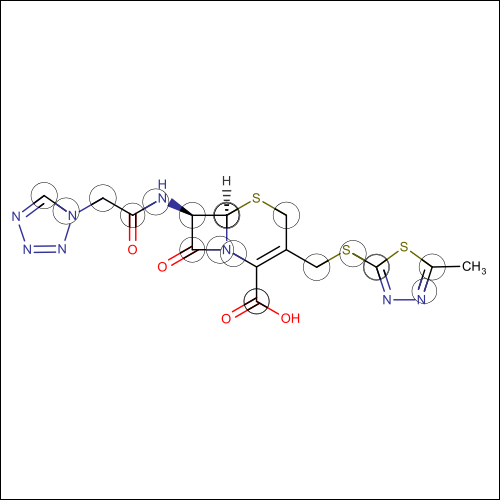 H H
N S
N N S S CH3
N O
N N O N N N
O OH